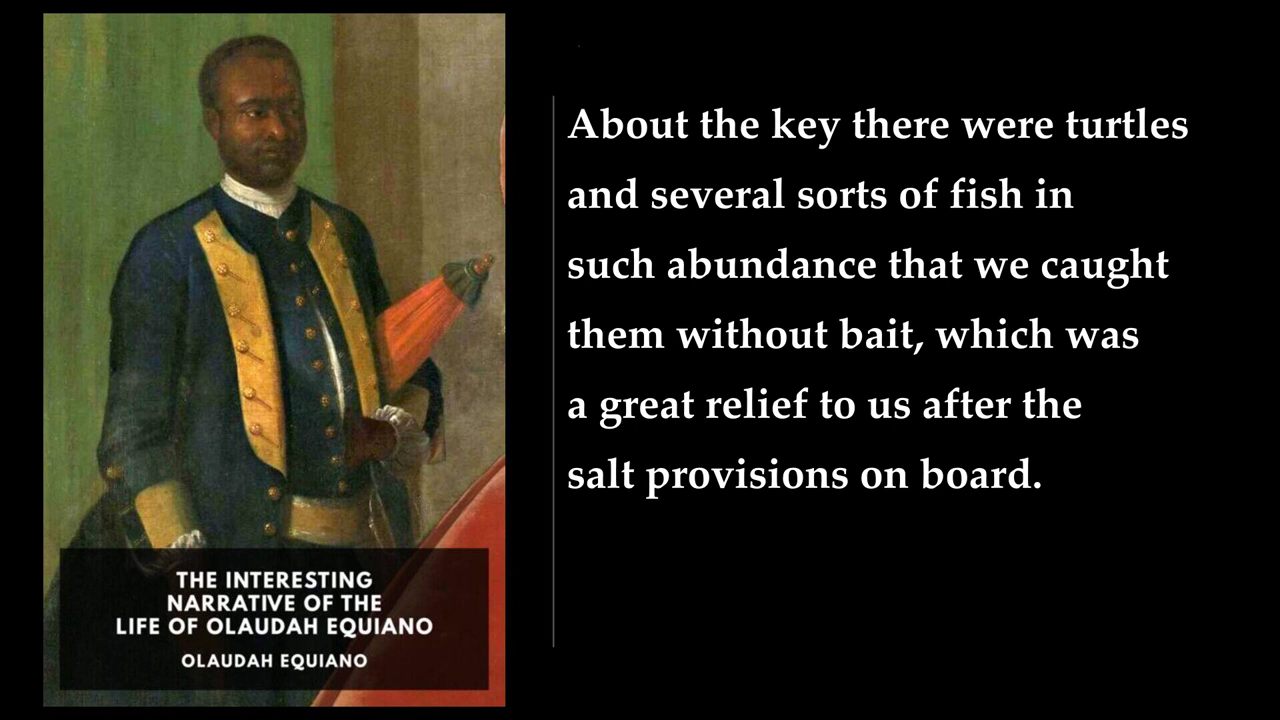 About the key there were turtles
and several sorts of fish in
such abundance that we caught
them without bait, which was
a great relief to us after the
salt provisions on board.
THE INTERESTING
NARRATIVE OF THE
LIFE OF OLAUDAH EQUIANO
OLAUDAH EQUIANO